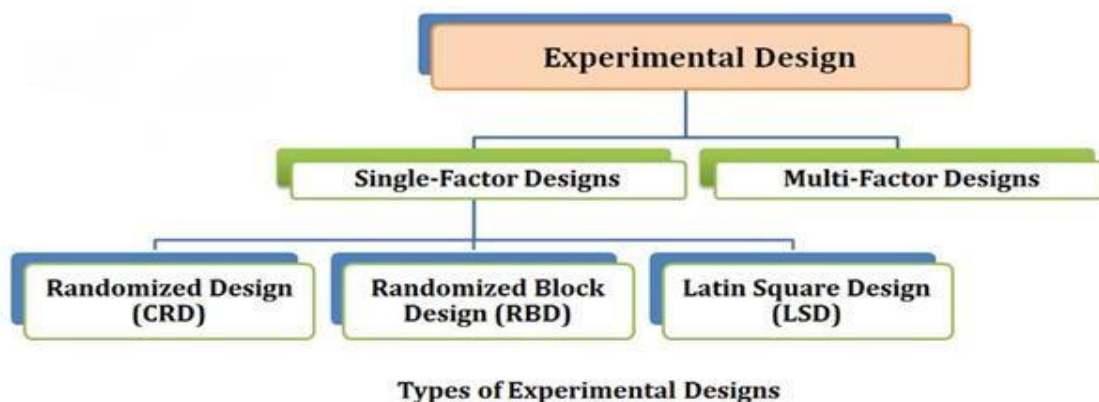 Experimental Design
Single-Factor Designs
Multi-Factor Designs
Randomized Design
(CRD)
Randomized Block
Design (RBD)
Latin Square Design
(LSD)
Types of Experimental Designs